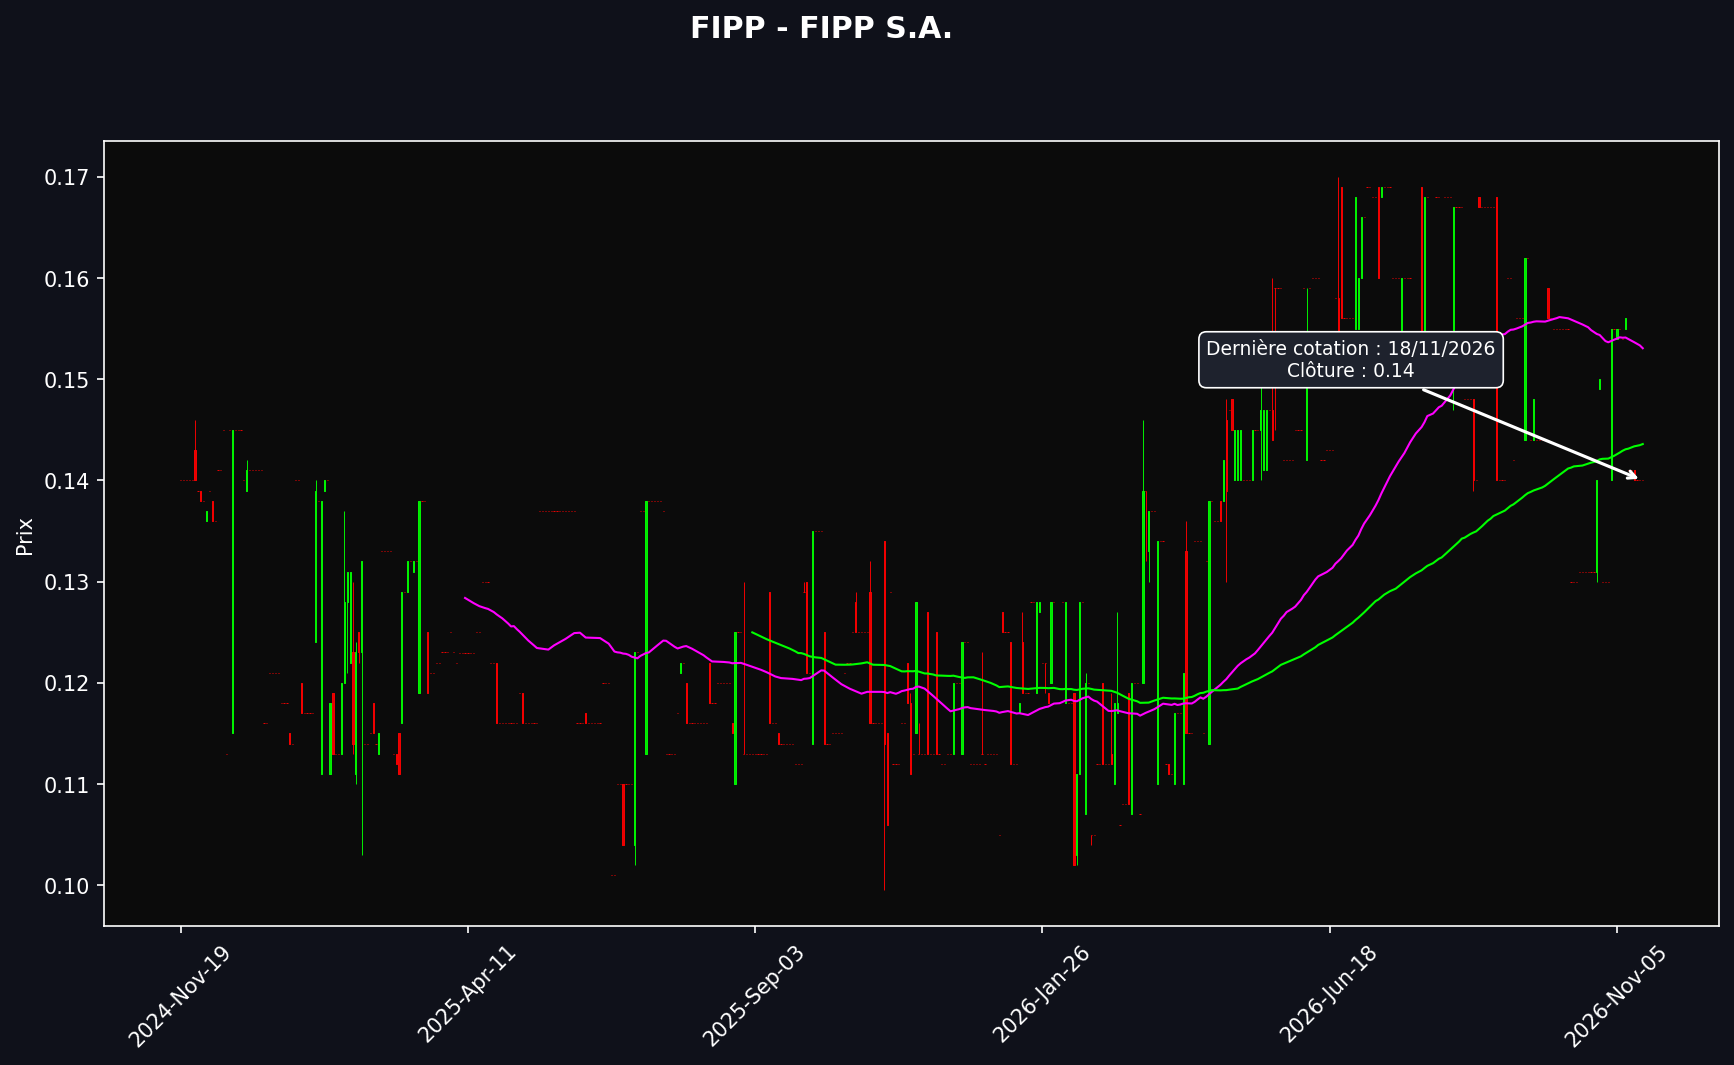 FIPP - FIPP S.A.
0.17
0.16
0.15
0.14
0.13
0.12
0.11
0.10
Prix
Dernière cotation : 18/11/2026
Clôture : 0.14
2024-Nov-19
2025-Apr-11
2025-Sep-03
2026-Jan-26
2026-Jun-18
2026-Nov-05